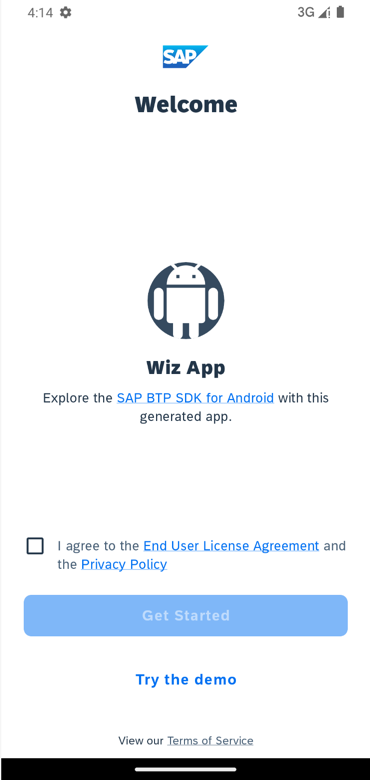 4:14
3G
SAP
Welcome
Wiz App
Explore the SAP BTP SDK for Android with this
generated app.
I agree to the End User License Agreement and
the Privacy Policy
Get Started
Try the demo
View our Terms of Service